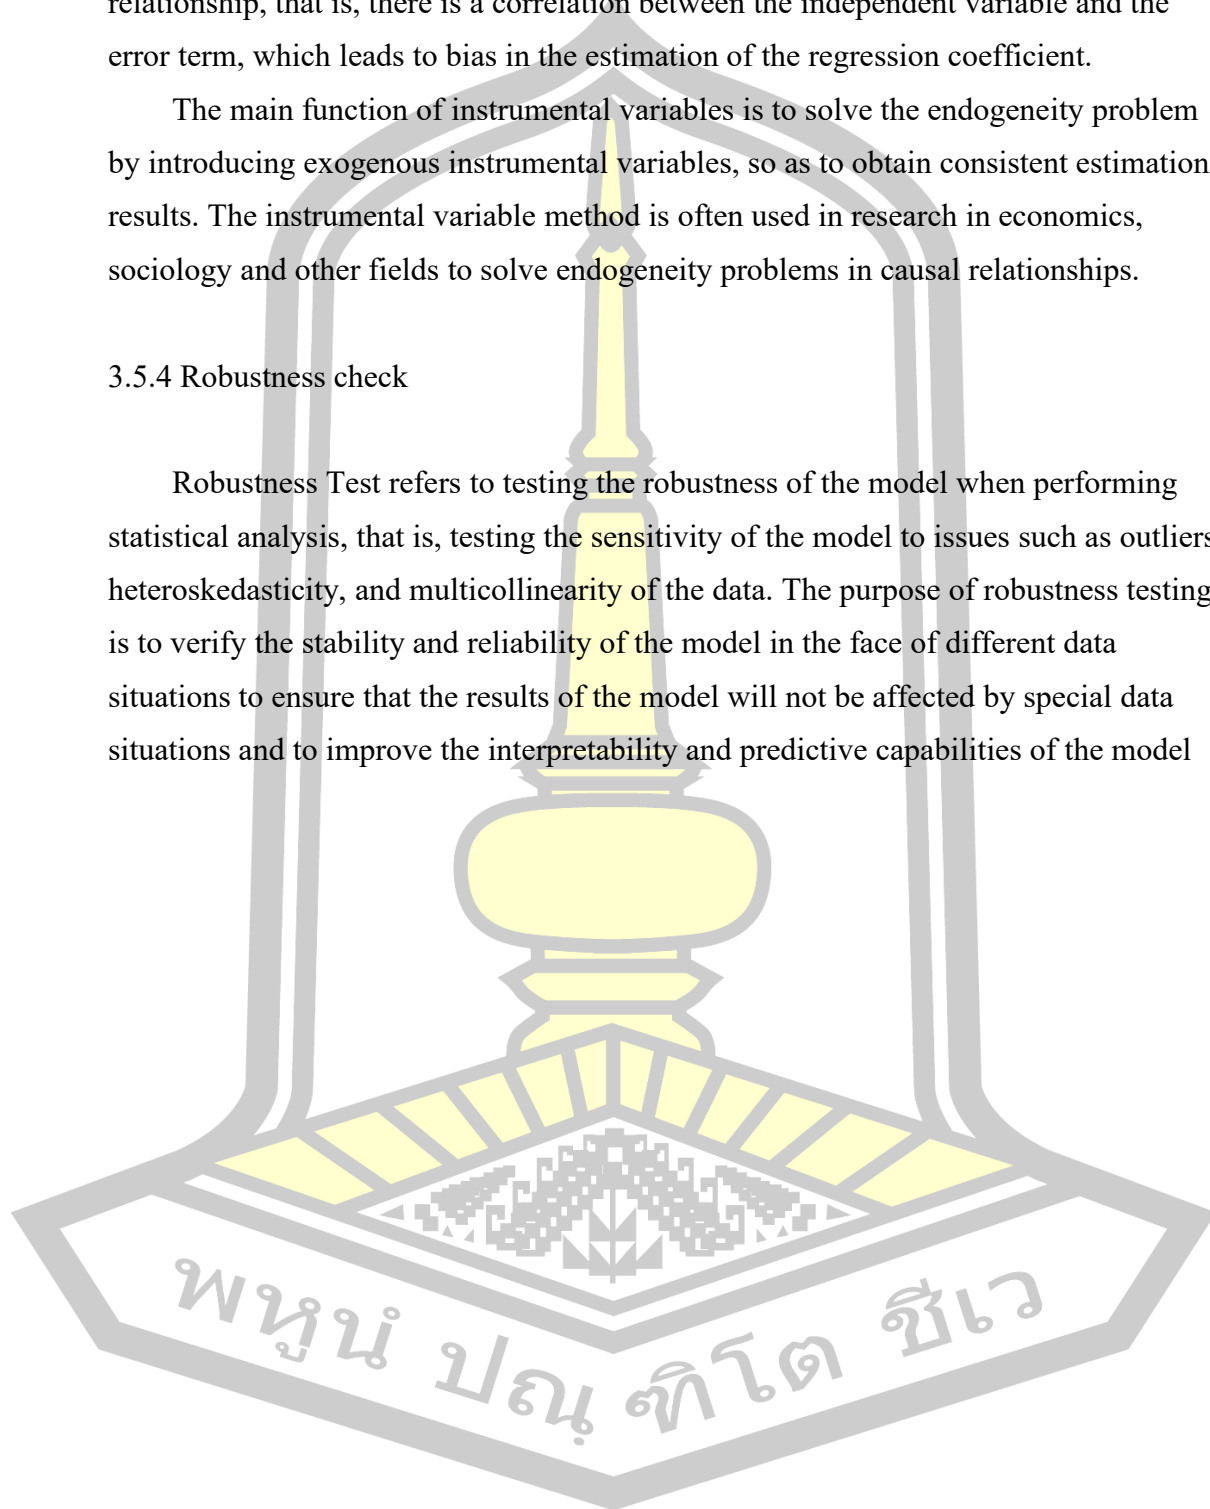 relationship, that is, there is a correlation between the independent variable and the
error term, which leads to bias in the estimation of the regression coefficient.
The main function of instrumental variables is to solve the endogeneity problem
by introducing exogenous instrumental variables, so as to obtain consistent estimation
results. The instrumental variable method is often used in research in economics,
sociology and other fields to solve endogeneity problems in causal relationships.
3.5.4 Robustness check
Robustness Test refers to testing the robustness of the model when performing
statistical analysis, that is, testing the sensitivity of the model to issues such as outliers
heteroskedasticity, and multicollinearity of the data. The purpose of robustness testing
is to verify the stability and reliability of the model in the face of different data
situations to ensure that the results of the model will not be affected by special data
situations and to improve the interpretability and predictive capabilities of the model
พหูนํ ปณฺฑิโต ชีเว